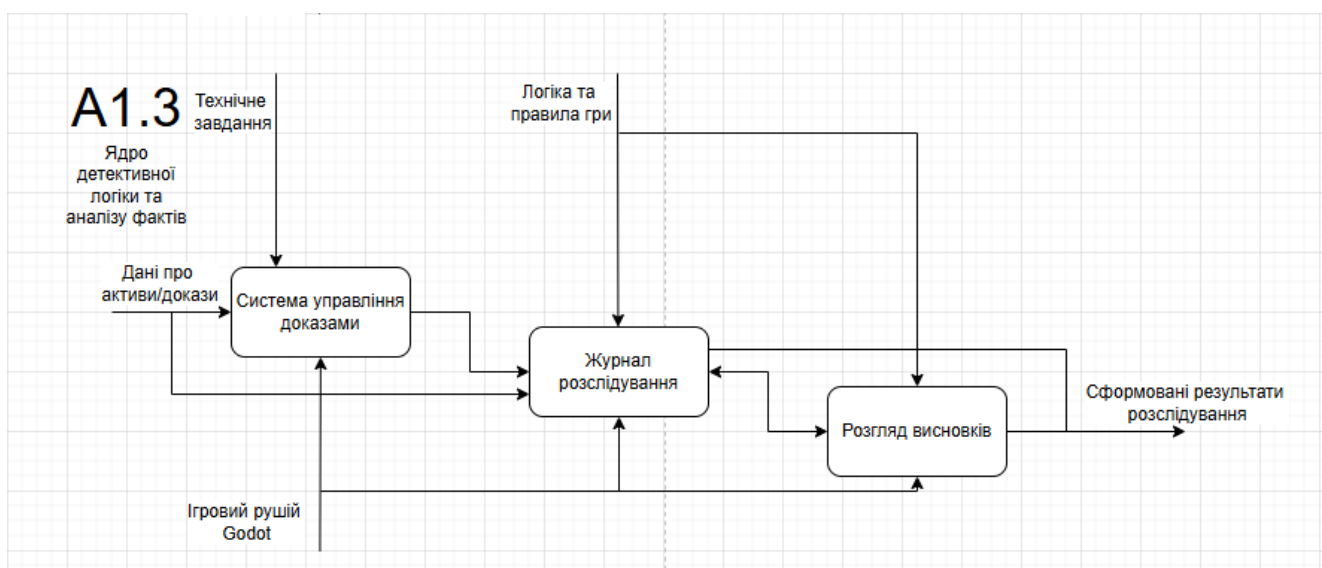 А1.3
Технічне
завдання
Логіка та
правила гри
Ядро
детективної
логіки та
аналізу фактів
Дані про
активи/докази
Система управління
доказами
Журнал
розслідування
Розгляд висновків
Сформовані результати
розслідування
Ігровий рушій
Godot